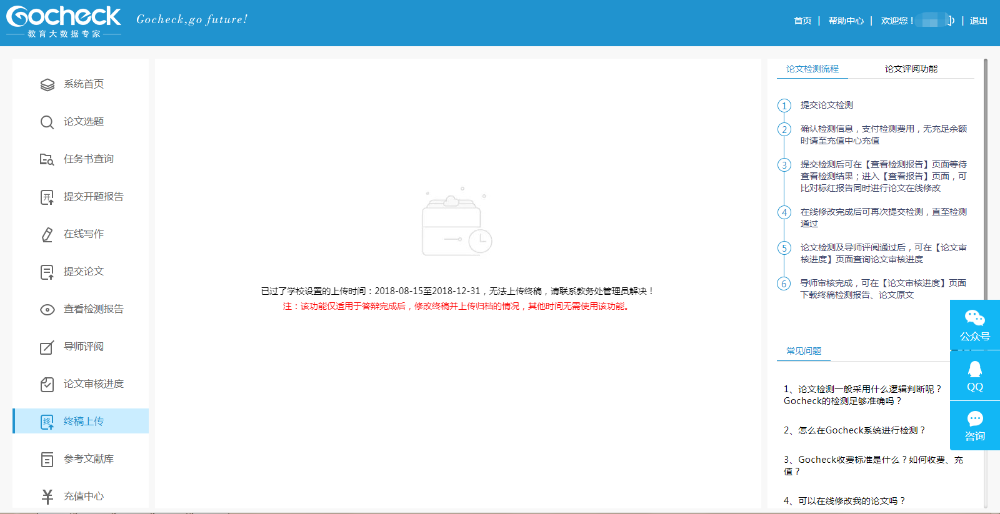 Gocheck
教育大数据专家
Gocheck,go future!
首页 | 帮助中心 | 欢迎您! | 退出
系统首页
论文选题
任务书查询
开
提交开题报告
在线写作
提交论文
查看检测报告
导师评阅
论文审核进度
终
终稿上传
参考文献库
充值中心
已过了学校设置的上传时间：2018-08-15至2018-12-31，无法上传终稿，请联系教务处管理员解决！
注：该功能仅适用于答辩完成后，修改终稿并上传归档的情况，其他时间无需使用该功能。
论文检测流程
论文评阅功能
1 提交论文检测
2 确认检测信息，支付检测费用，无充足余额
时请至充值中心充值
3 提交检测后可在【查看检测报告】页面等待
查看检测结果；进入【查看报告】页面，可
比对标红报告同时进行论文在线修改
4 在线修改完成后可再次提交检测，直至检测
通过
5 论文检测及导师评阅通过后，可在【论文审
核进度】页面查询论文审核进度
6 导师审核完成，可在【论文审核进度】页面
下载终稿检测报告、论文原文
常见问题
1、论文检测一般采用什么逻辑判断呢？
Gocheck的检测足够准确吗？
2、怎么在Gocheck系统进行检测？
3、Gocheck收费标准是什么？如何收费、充
值？
4、可以在线修改我的论文吗？
公众号
QQ
咨询